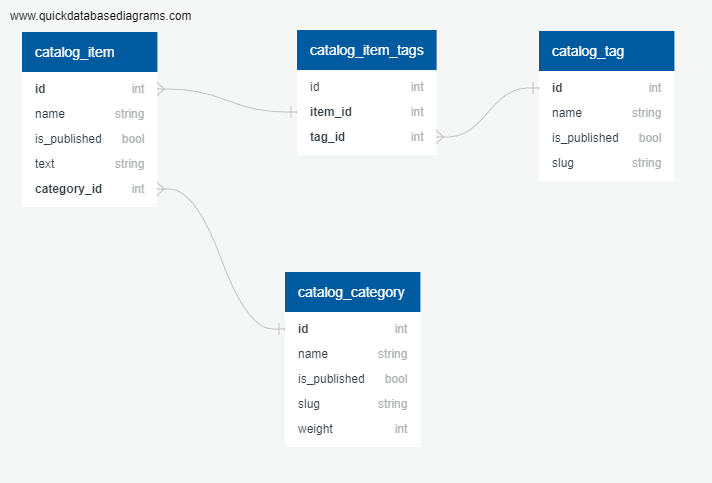 www.quickdatabasediagrams.com
catalog_item
id int
name string
is_published bool
text string
category_id int
catalog_item_tags
id int
item_id int
tag_id int
catalog_tag
id int
name string
is_published bool
slug string
catalog_category
id int
name string
is_published bool
slug string
weight int